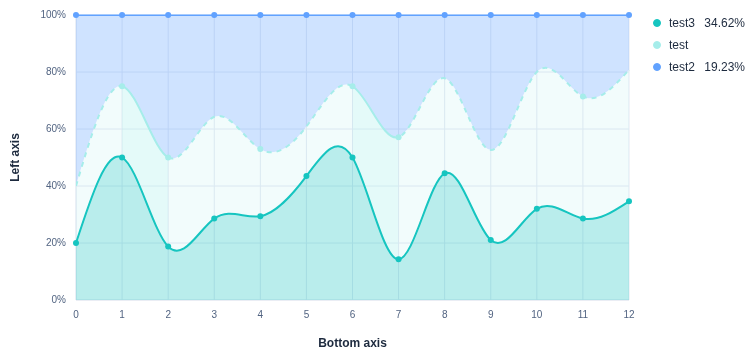 100%
80%
60%
40%
20%
0%
Left axis
0 1 2 3 4 5 6 7 8 9 10 11 12
Bottom axis
test3 34.62%
test
test2 19.23%